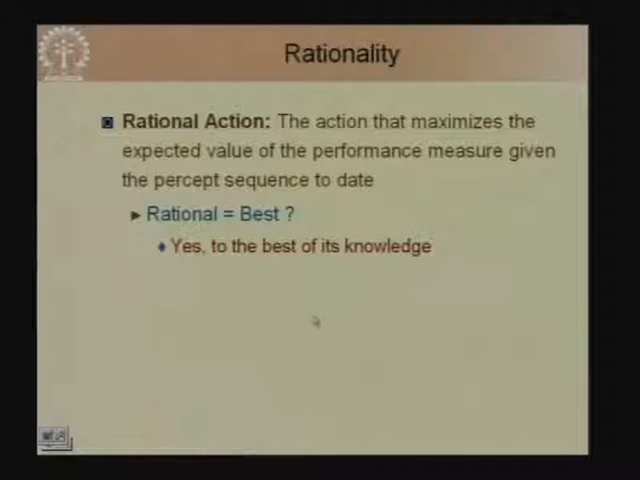 Rationality
Rational Action: The action that maximizes the
expected value of the performance measure given
the percept sequence to date
Rational = Best ?
Yes, to the best of its knowledge